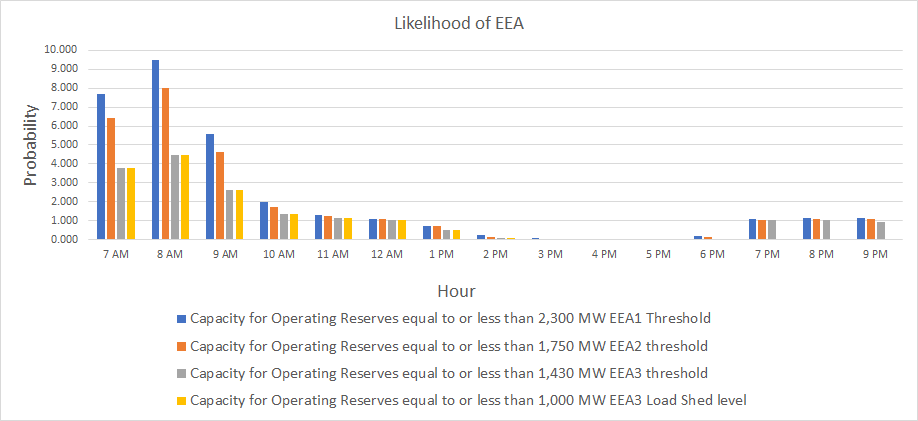 Likelihood of EEA
10.000
9.000
8.000
7.000
6.000
5.000
4.000
3.000
2.000
1.000
0.000
Probability
7 AM 8 AM 9 AM 10 AM 11 AM 12 AM 1 PM 2 PM 3 PM 4 PM 5 PM 6 PM 7 PM 8 PM 9 PM
Hour
Capacity for Operating Reserves equal to or less than 2,300 MW EEA1 Threshold
Capacity for Operating Reserves equal to or less than 1,750 MW EEA2 threshold
Capacity for Operating Reserves equal to or less than 1,430 MW EEA3 threshold
Capacity for Operating Reserves equal to or less than 1,000 MW EEA3 Load Shed level